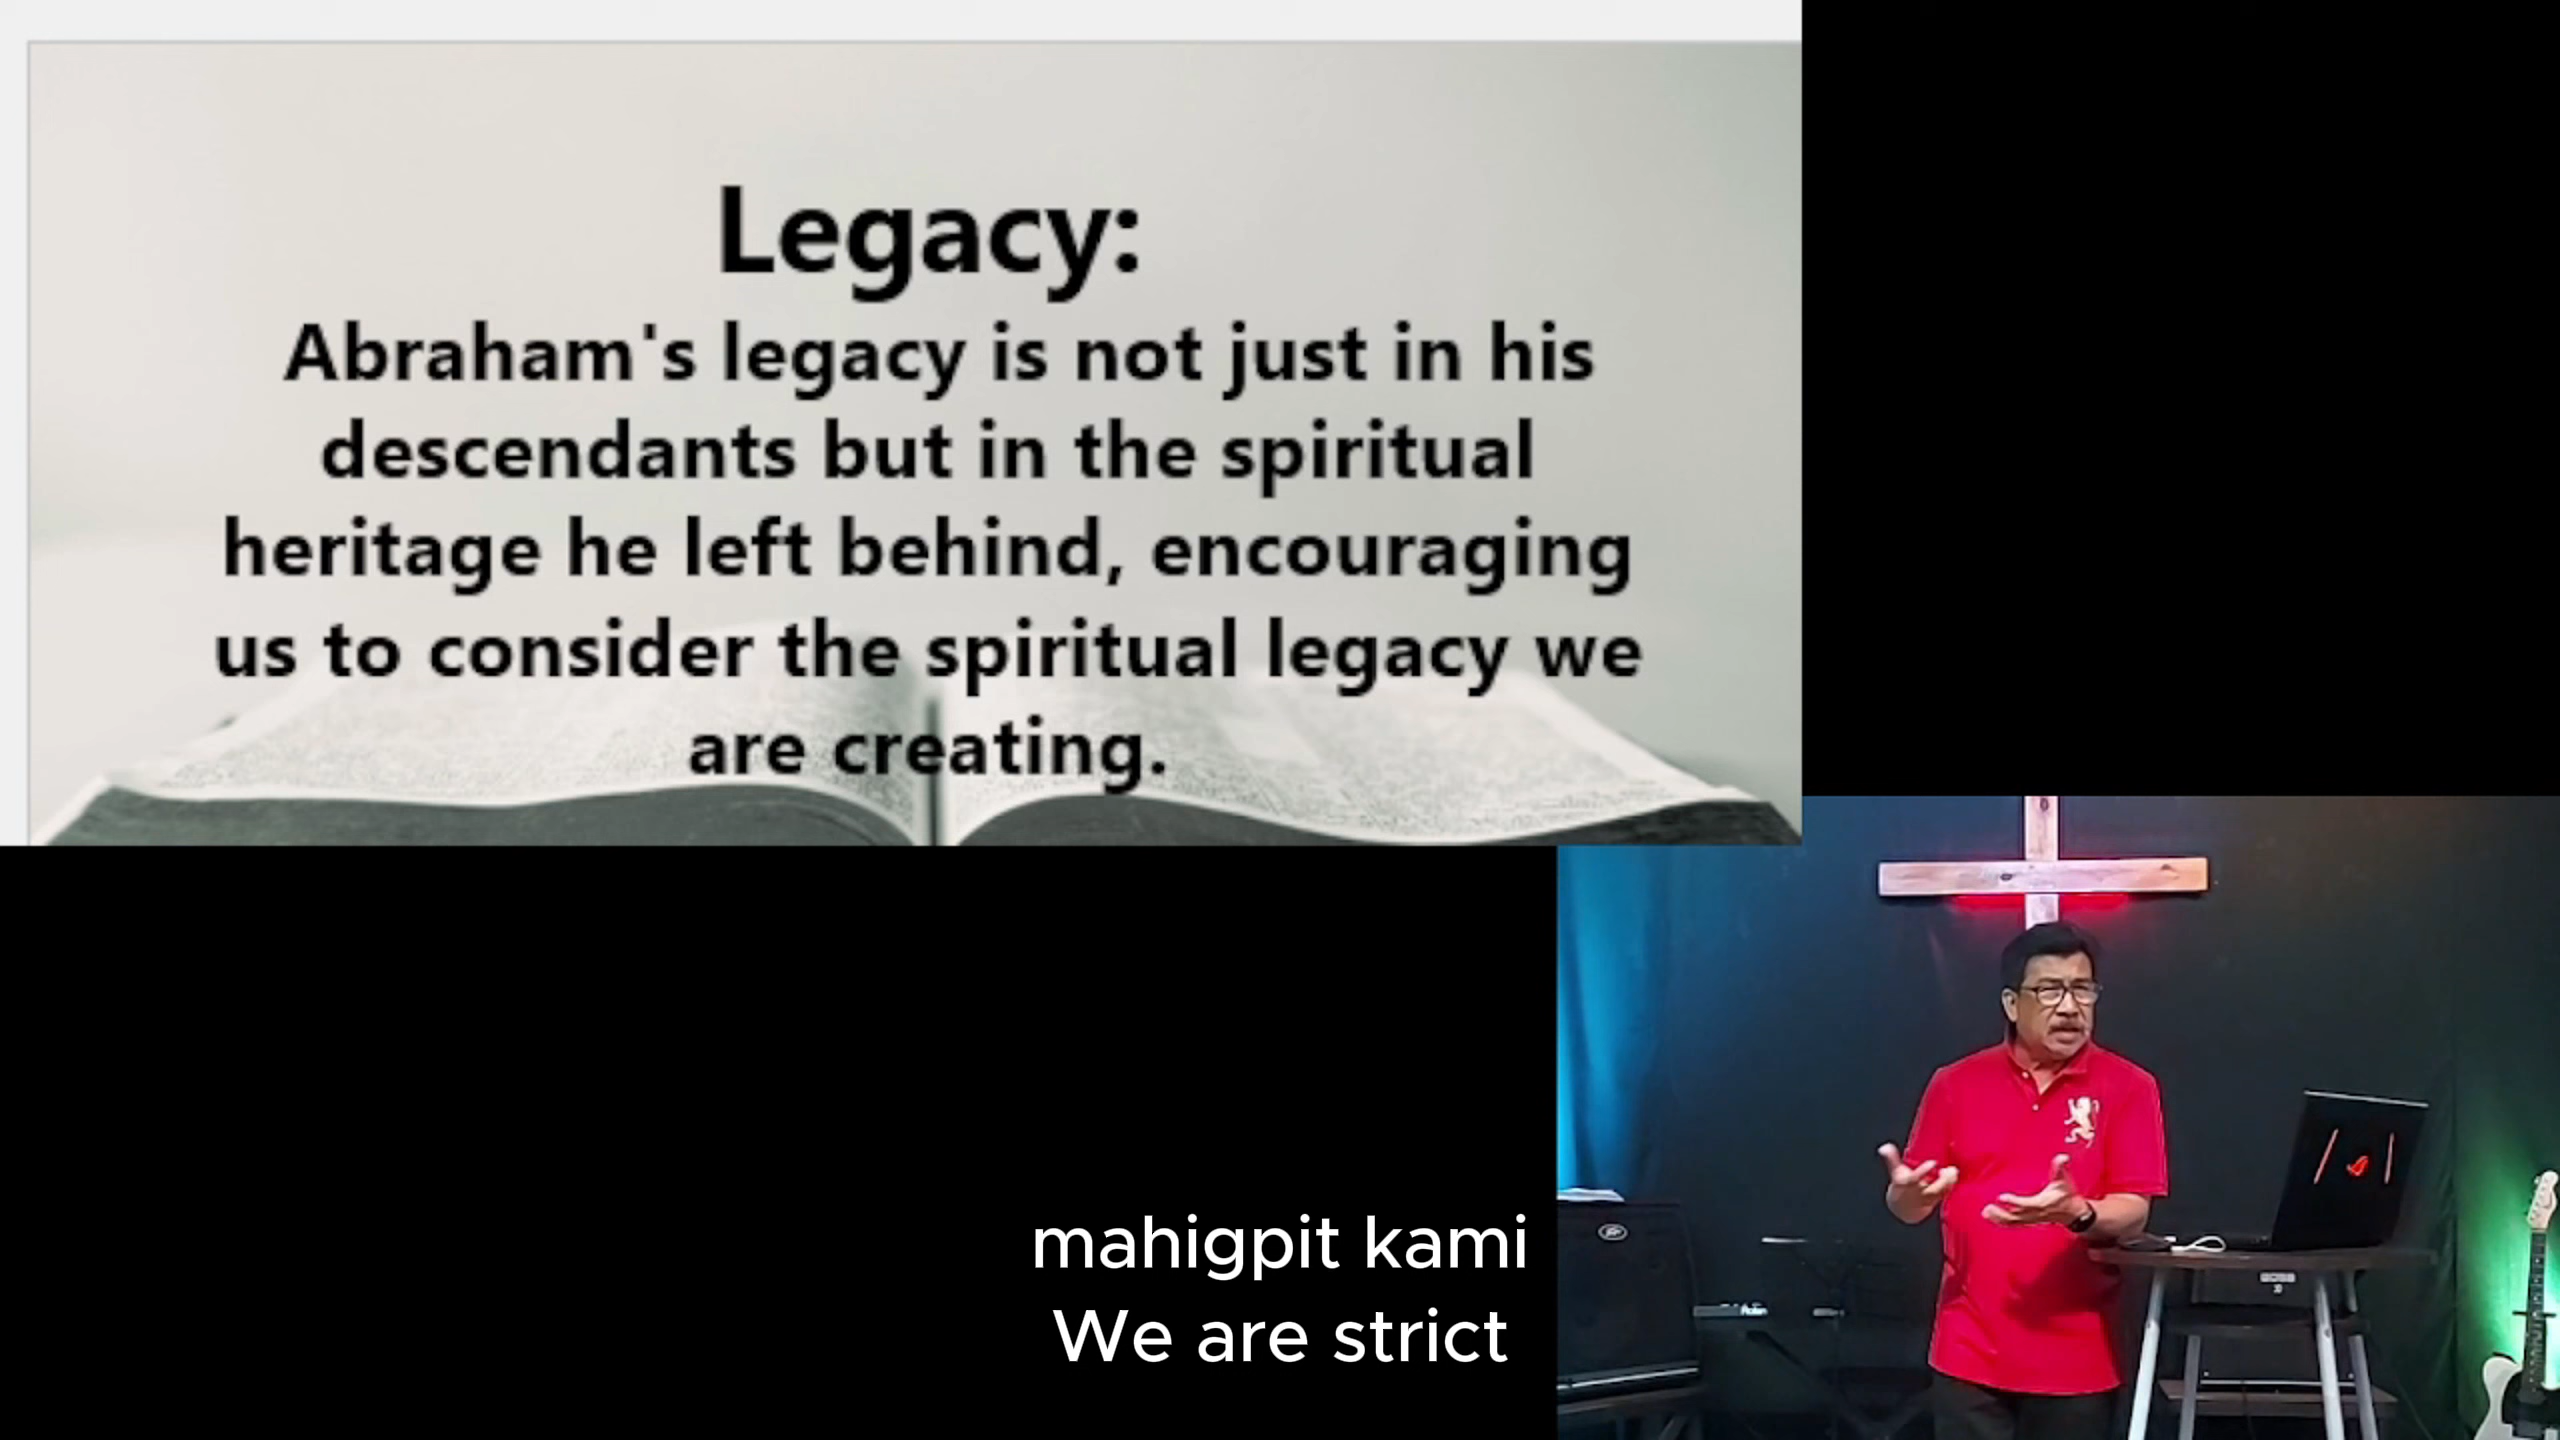 Legacy:
Abraham's legacy is not just in his
descendants but in the spiritual
heritage he left behind, encouraging
us to consider the spiritual legacy we
are creating.
mahigpit kami
We are strict